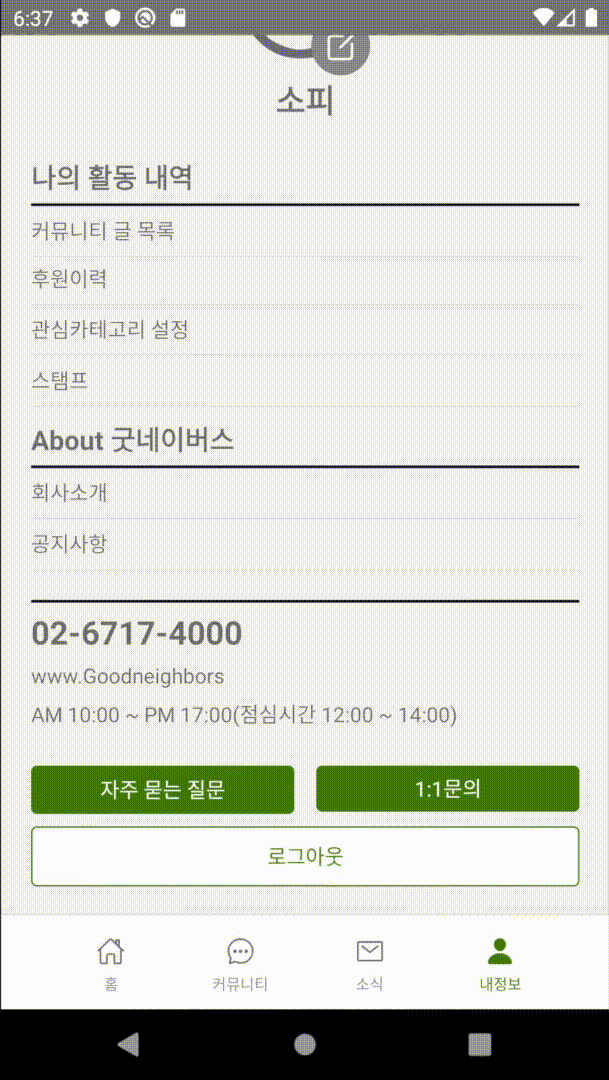 6:37
소피
나의 활동 내역
커뮤니티 글 목록
후원이력
관심카테고리 설정
스탬프
About 굿네이버스
회사소개
공지사항
02-6717-4000
www.Goodneighbors
AM 10:00 ~ PM 17:00(점심시간 12:00 ~ 14:00)
자주 묻는 질문 1:1문의
로그아웃
홈 커뮤니티 소식 내정보